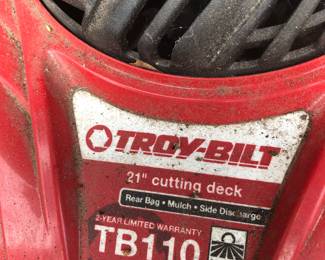 TROY-BILT
21" cutting deck
Rear Bag • Mulch • Side Discharge
2-YEAR LIMITED WARRANTY
TB110